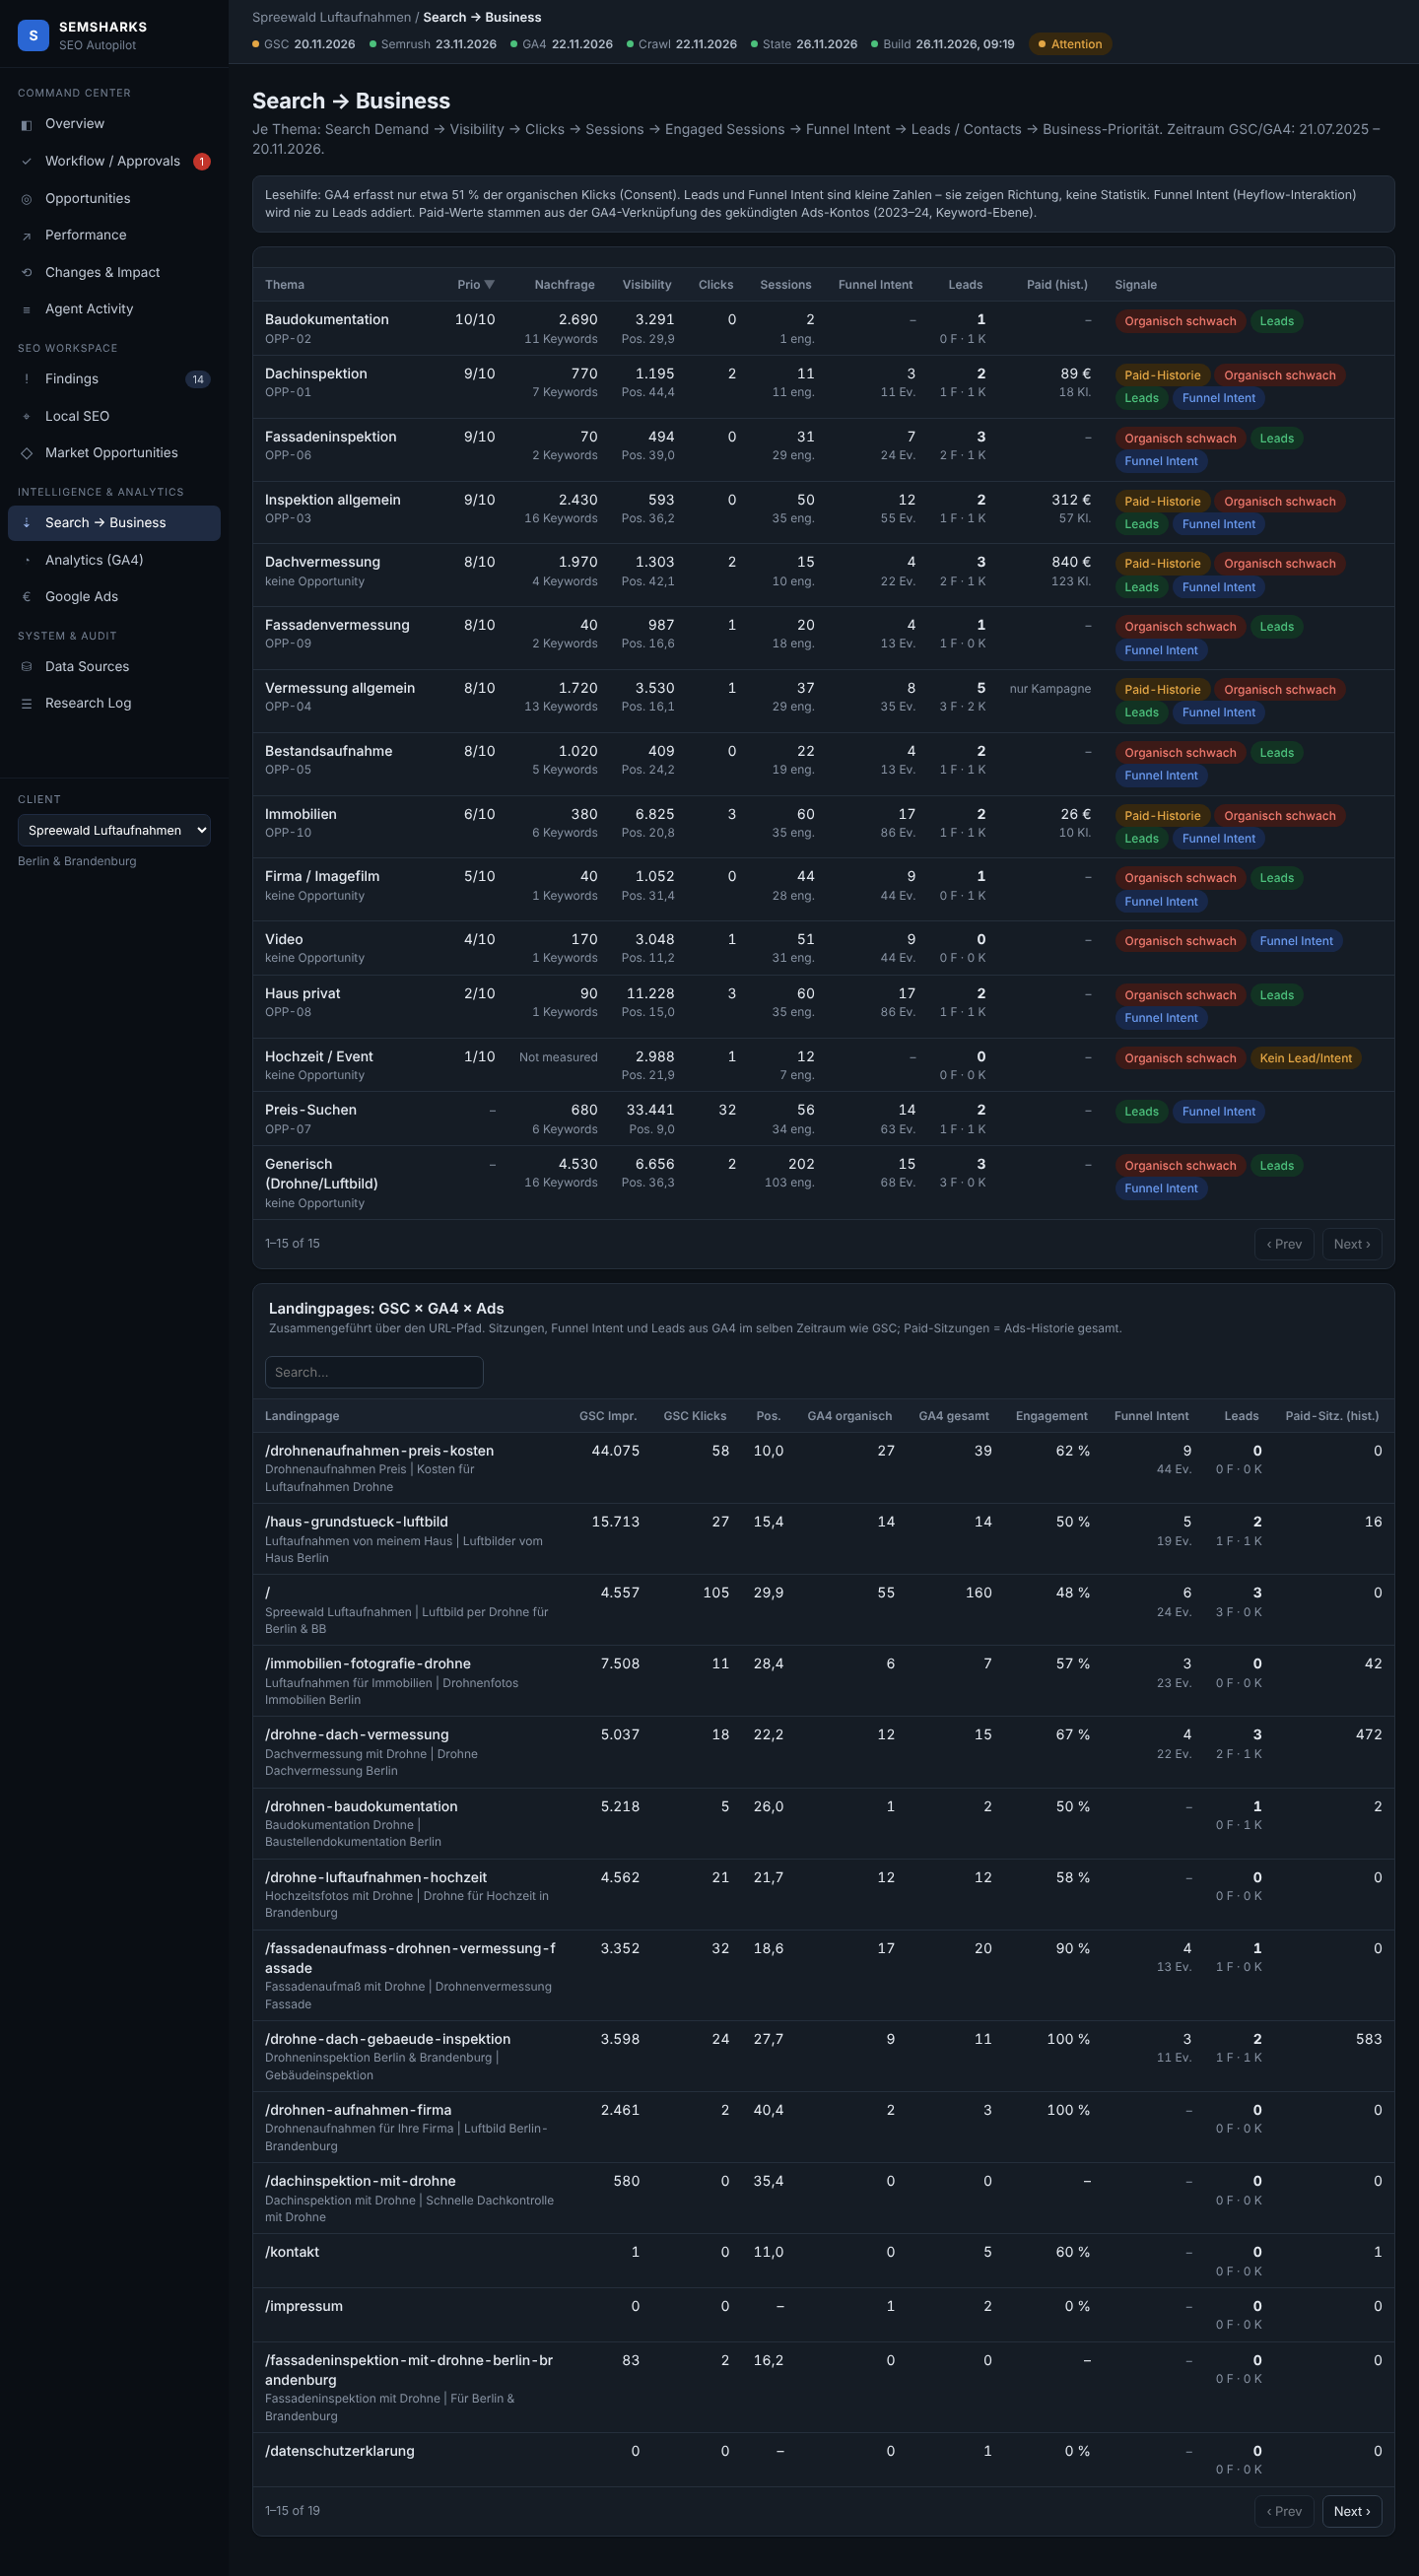 S
SEMSHARKS
SEO Autopilot
COMMAND CENTER
Overview
Workflow / Approvals 1
Opportunities
Performance
Changes & Impact
Agent Activity
SEO WORKSPACE
Findings 14
Local SEO
Market Opportunities
INTELLIGENCE & ANALYTICS
Search → Business
Analytics (GA4)
€ Google Ads
SYSTEM & AUDIT
Data Sources
Research Log
CLIENT
Spreewald Luftaufnahmen
Berlin & Brandenburg
Spreewald Luftaufnahmen / Search → Business
GSC 20.11.2026 Semrush 23.11.2026 GA4 22.11.2026 Crawl 22.11.2026 State 26.11.2026 Build 26.11.2026, 09:19 Attention
Search → Business
Je Thema: Search Demand → Visibility → Clicks → Sessions → Engaged Sessions → Funnel Intent → Leads / Contacts → Business-Priorität. Zeitraum GSC/GA4: 21.07.2025 –
20.11.2026.
Lesehilfe: GA4 erfasst nur etwa 51 % der organischen Klicks (Consent). Leads und Funnel Intent sind kleine Zahlen – sie zeigen Richtung, keine Statistik. Funnel Intent (Heyflow-Interaktion)
wird nie zu Leads addiert. Paid-Werte stammen aus der GA4-Verknüpfung des gekündigten Ads-Kontos (2023–24, Keyword-Ebene).
Thema Prio ▼ Nachfrage Visibility Clicks Sessions Funnel Intent Leads Paid (hist.) Signale
Baudokumentation 10/10 2.690 3.291 0 2 – 1 – Organisch schwach Leads
OPP-02 11 Keywords Pos. 29,9 1 eng. 0 F · 1 K
Dachinspektion 9/10 770 1.195 2 11 3 2 89 € Paid-Historie Organisch schwach
OPP-01 7 Keywords Pos. 44,4 11 eng. 11 Ev. 1 F · 1 K 18 Kl. Leads Funnel Intent
Fassadeninspektion 9/10 70 494 0 31 7 3 – Organisch schwach Leads
OPP-06 2 Keywords Pos. 39,0 29 eng. 24 Ev. 2 F · 1 K Funnel Intent
Inspektion allgemein 9/10 2.430 593 0 50 12 2 312 € Paid-Historie Organisch schwach
OPP-03 16 Keywords Pos. 36,2 35 eng. 55 Ev. 1 F · 1 K 57 Kl. Leads Funnel Intent
Dachvermessung 8/10 1.970 1.303 2 15 4 3 840 € Paid-Historie Organisch schwach
keine Opportunity 4 Keywords Pos. 42,1 10 eng. 22 Ev. 2 F · 1 K 123 Kl. Leads Funnel Intent
Fassadenvermessung 8/10 40 987 1 20 4 1 – Organisch schwach Leads
OPP-09 2 Keywords Pos. 16,6 18 eng. 13 Ev. 1 F · 0 K Funnel Intent
Vermessung allgemein 8/10 1.720 3.530 1 37 8 5 nur Kampagne Paid-Historie Organisch schwach
OPP-04 13 Keywords Pos. 16,1 29 eng. 35 Ev. 3 F · 2 K Leads Funnel Intent
Bestandsaufnahme 8/10 1.020 409 0 22 4 2 – Organisch schwach Leads
OPP-05 5 Keywords Pos. 24,2 19 eng. 13 Ev. 1 F · 1 K Funnel Intent
Immobilien 6/10 380 6.825 3 60 17 2 26 € Paid-Historie Organisch schwach
OPP-10 6 Keywords Pos. 20,8 35 eng. 86 Ev. 1 F · 1 K 10 Kl. Leads Funnel Intent
Firma / Imagefilm 5/10 40 1.052 0 44 9 1 – Organisch schwach Leads
keine Opportunity 1 Keywords Pos. 31,4 28 eng. 44 Ev. 0 F · 1 K Funnel Intent
Video 4/10 170 3.048 1 51 9 0 – Organisch schwach Funnel Intent
keine Opportunity 1 Keywords Pos. 11,2 31 eng. 44 Ev. 0 F · 0 K
Haus privat 2/10 90 11.228 3 60 17 2 – Organisch schwach Leads
OPP-08 1 Keywords Pos. 15,0 35 eng. 86 Ev. 1 F · 1 K Funnel Intent
Hochzeit / Event 1/10 Not measured 2.988 1 12 – 0 – Organisch schwach Kein Lead/Intent
keine Opportunity Pos. 21,9 7 eng. 0 F · 0 K
Preis-Suchen – 680 33.441 32 56 14 2 – Leads Funnel Intent
OPP-07 6 Keywords Pos. 9,0 34 eng. 63 Ev. 1 F · 1 K
Generisch – 4.530 6.656 2 202 15 3 – Organisch schwach Leads
(Drohne/Luftbild) 16 Keywords Pos. 36,3 103 eng. 68 Ev. 3 F · 0 K Funnel Intent
keine Opportunity
1–15 of 15 ‹ Prev Next ›
Landingpages: GSC × GA4 × Ads
Zusammengeführt über den URL-Pfad. Sitzungen, Funnel Intent und Leads aus GA4 im selben Zeitraum wie GSC; Paid-Sitzungen = Ads-Historie gesamt.
Search...
Landingpage GSC Impr. GSC Klicks Pos. GA4 organisch GA4 gesamt Engagement Funnel Intent Leads Paid-Sitz. (hist.)
/drohnenaufnahmen-preis-kosten 44.075 58 10,0 27 39 62 % 9 0 0
Drohnenaufnahmen Preis | Kosten für 44 Ev. 0 F · 0 K
Luftaufnahmen Drohne
/haus-grundstueck-luftbild 15.713 27 15,4 14 14 50 % 5 2 16
Luftaufnahmen von meinem Haus | Luftbilder vom 19 Ev. 1 F · 1 K
Haus Berlin
/ 4.557 105 29,9 55 160 48 % 6 3 0
Spreewald Luftaufnahmen | Luftbild per Drohne für 24 Ev. 3 F · 0 K
Berlin & BB
/immobilien-fotografie-drohne 7.508 11 28,4 6 7 57 % 3 0 42
Luftaufnahmen für Immobilien | Drohnenfotos 23 Ev. 0 F · 0 K
Immobilien Berlin
/drohne-dach-vermessung 5.037 18 22,2 12 15 67 % 4 3 472
Dachvermessung mit Drohne | Drohne 22 Ev. 2 F · 1 K
Dachvermessung Berlin
/drohnen-baudokumentation 5.218 5 26,0 1 2 50 % – 1 2
Baudokumentation Drohne | 0 F · 1 K
Baustellendokumentation Berlin
/drohne-luftaufnahmen-hochzeit 4.562 21 21,7 12 12 58 % – 0 0
Hochzeitsfotos mit Drohne | Drohne für Hochzeit in 0 F · 0 K
Brandenburg
/fassadenaufmass-drohnen-vermessung-f 3.352 32 18,6 17 20 90 % 4 1 0
assade 13 Ev. 1 F · 0 K
Fassadenaufmaß mit Drohne | Drohnenvermessung
Fassade
/drohne-dach-gebaeude-inspektion 3.598 24 27,7 9 11 100 % 3 2 583
Drohneninspektion Berlin & Brandenburg | 11 Ev. 1 F · 1 K
Gebäudeinspektion
/drohnen-aufnahmen-firma 2.461 2 40,4 2 3 100 % – 0 0
Drohnenaufnahmen für Ihre Firma | Luftbild Berlin- 0 F · 0 K
Brandenburg
/dachinspektion-mit-drohne 580 0 35,4 0 0 – – 0 0
Dachinspektion mit Drohne | Schnelle Dachkontrolle 0 F · 0 K
mit Drohne
/kontakt 1 0 11,0 0 5 60 % – 0 1
0 F · 0 K
/impressum 0 0 – 1 2 0 % – 0 0
0 F · 0 K
/fassadeninspektion-mit-drohne-berlin-br 83 2 16,2 0 0 – – 0 0
andenburg 0 F · 0 K
Fassadeninspektion mit Drohne | Für Berlin &
Brandenburg
/datenschutzerklarung 0 0 – 0 1 0 % – 0 0
0 F · 0 K
1–15 of 19 ‹ Prev Next ›